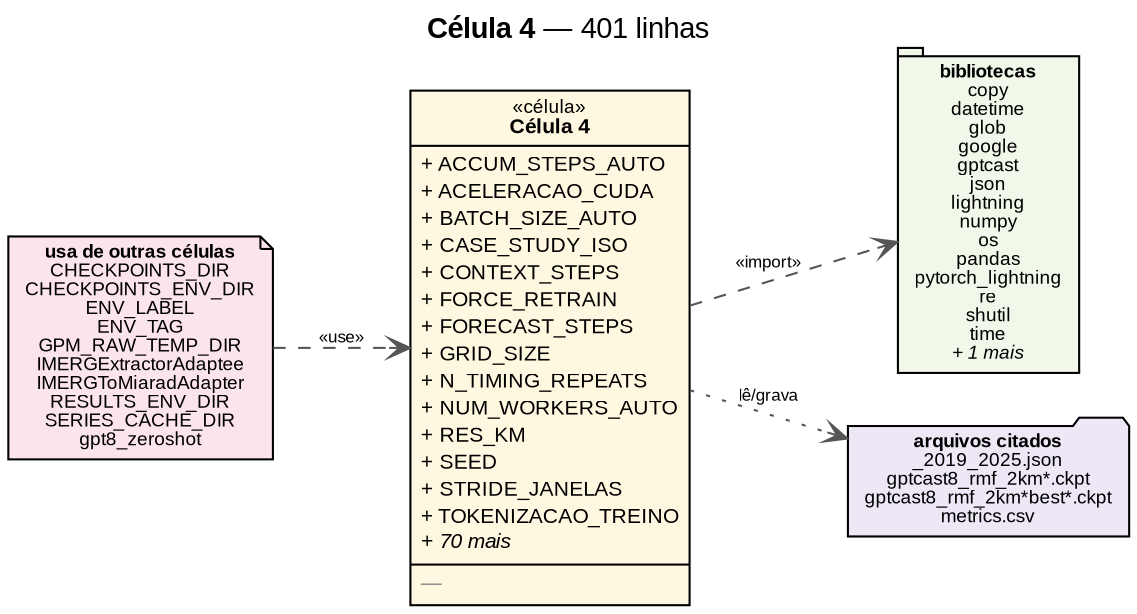 Célula 4 — 401 linhas
usa de outras células
CHECKPOINTS_DIR
CHECKPOINTS_ENV_DIR
ENV_LABEL
ENV_TAG
GPM_RAW_TEMP_DIR
IMERGExtractorAdaptee
IMERGToMiaradAdapter
RESULTS_ENV_DIR
SERIES_CACHE_DIR
gpt8_zeroshot
«use»
«célula»
Célula 4
+ ACCUM_STEPS_AUTO
+ ACELERACAO_CUDA
+ BATCH_SIZE_AUTO
+ CASE_STUDY_ISO
+ CONTEXT_STEPS
+ FORCE_RETRAIN
+ FORECAST_STEPS
+ GRID_SIZE
+ N_TIMING_REPEATS
+ NUM_WORKERS_AUTO
+ RES_KM
+ SEED
+ STRIDE_JANELAS
+ TOKENIZACAO_TREINO
+ 70 mais
—
«import»
lê/grava
bibliotecas
copy
datetime
glob
google
gptcast
json
lightning
numpy
os
pandas
pytorch_lightning
re
shutil
time
+ 1 mais
arquivos citados
_2019_2025.json
gptcast8_rmf_2km*.ckpt
gptcast8_rmf_2km*best*.ckpt
metrics.csv